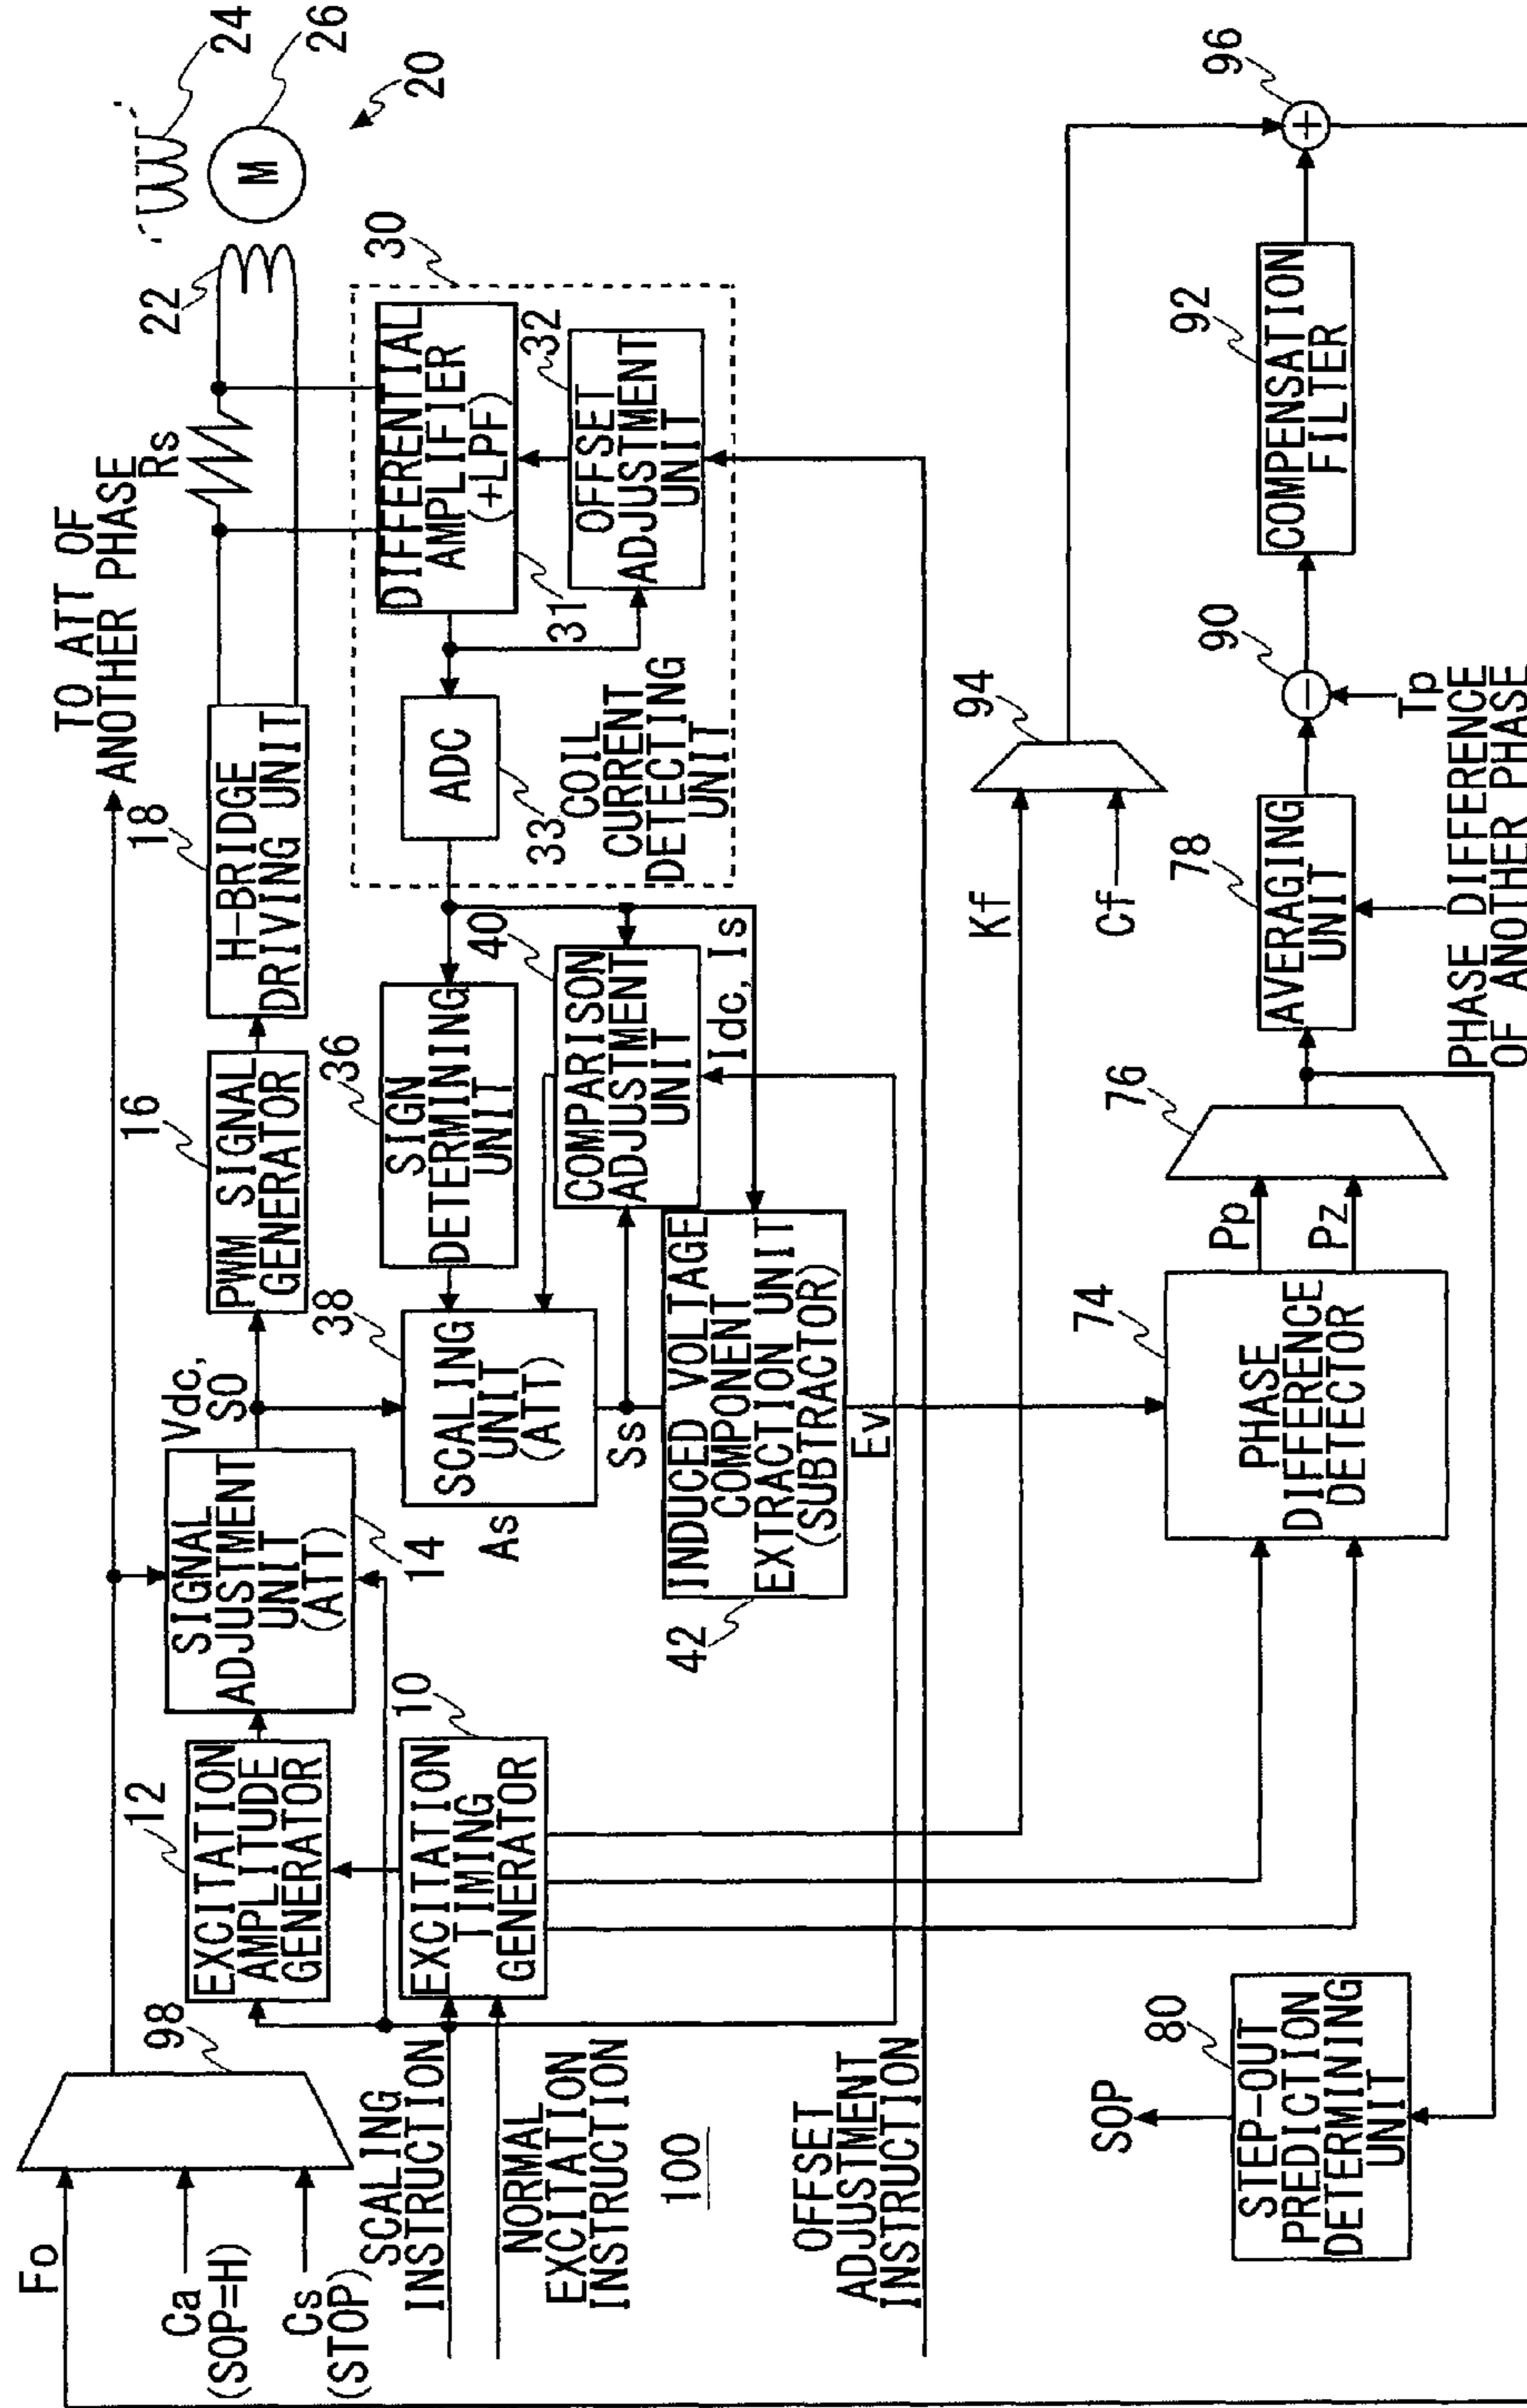 Fo
Ca
(SOP=H)
Cs
(STOP)
98
SCALING
INSTRUCTION
NORMAL
EXCITATION
INSTRUCTION
100
OFFSET
ADJUSTMENT
INSTRUCTION
12
EXCITATION
AMPLITUDE
GENERATOR
10
EXCITATION
TIMING
GENERATOR
SIGNAL
ADJUSTMENT
UNIT
(ATT)
14
Vdc,
S0
16
PWM SIGNAL
GENERATOR
18
H-BRIDGE
DRIVING UNIT
TO ATT OF
ANOTHER PHASE
Rs
22
24
M
26
20
30
DIFFERENTIAL
AMPLIFIER
(+LPF)
31
32
OFFSET
ADJUSTMENT
UNIT
ADC
33
COIL
CURRENT
DETECTING
UNIT
36
SIGN
DETERMINING
UNIT
38
SCALING
UNIT
(ATT)
As
Ss
40
COMPARISON
ADJUSTMENT
UNIT
Idc, Is
INDUCED VOLTAGE
COMPONENT
EXTRACTION UNIT
(SUBTRACTOR)
42
Ev
Kf
Cf
94
96
SOP
80
STEP-OUT
PREDICTION
DETERMINING
UNIT
74
PHASE
DIFFERENCE
DETECTOR
Pp
Pz
76
78
AVERAGING
UNIT
PHASE DIFFERENCE
OF ANOTHER PHASE
90
Tp
92
COMPENSATION
FILTER